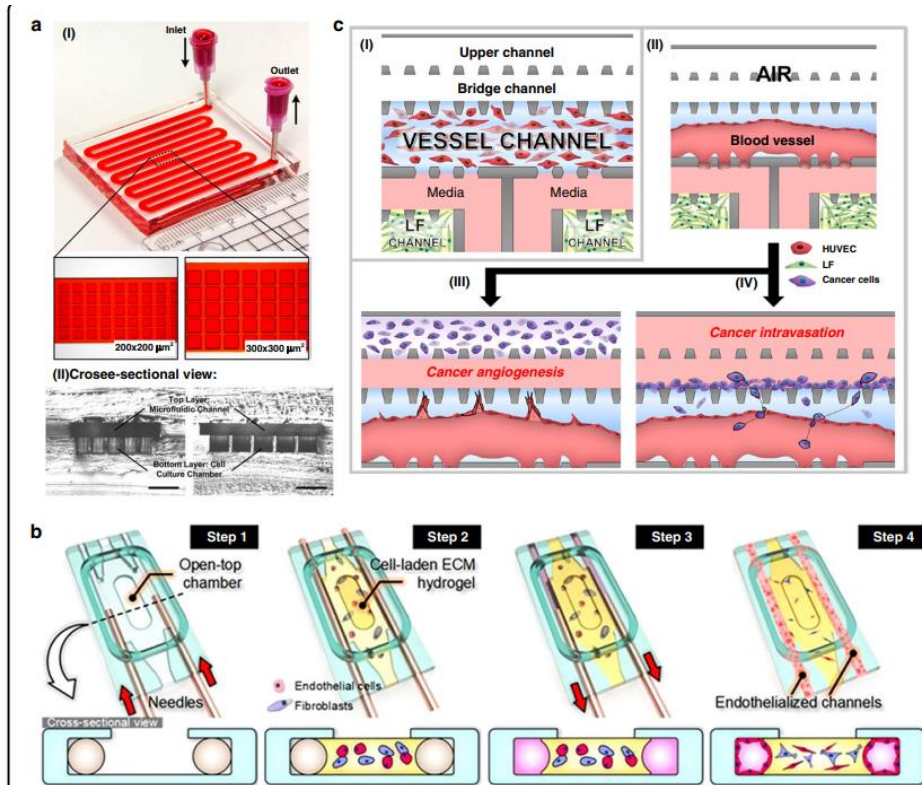 a
(I)
Inlet
Outlet
200x200 µm²
300x300 µm²
(II)Crosee-sectional view:
Top Layer:
Microfluidic Channel
Bottom Layer: Cell
Culture Chamber
c
(I)
Upper channel
Bridge channel
VESSEL CHANNEL
Media
Media
LF
CHANNEL
LF
CHANNEL
(II)
AIR
Blood vessel
HUVEC
LF
Cancer cells
(III)
Cancer angiogenesis
(IV)
Cancer intravasation
b
Step 1
Open-top
chamber
Needles
Cross-sectional view
Step 2
Cell-laden ECM
hydrogel
Endothelial cells
Fibroblasts
Step 3
Step 4
Endothelialized channels